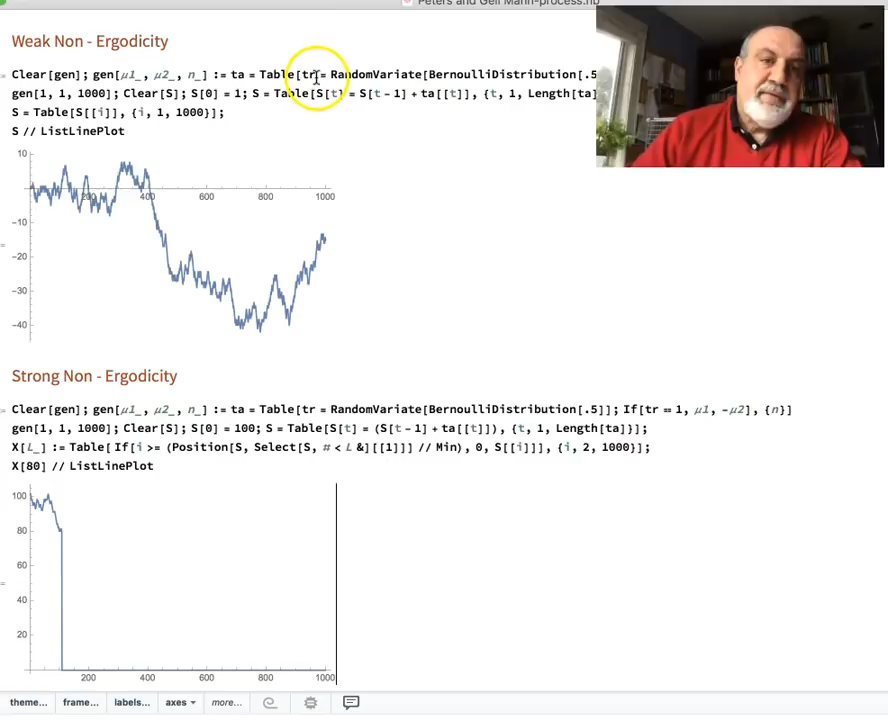 Peters and Gell Mann-process.nb
Weak Non - Ergodicity
Clear[gen]; gen[μ1_, μ2_, n_] := ta = Table[tr = RandomVariate[BernoulliDistribution[.5
gen[1, 1, 1000]; Clear[S]; S[0] = 1; S = Table[S[t] = S[t - 1] + ta[[t]], {t, 1, Length[ta]
S = Table[S[[i]], {i, 1, 1000}];
S // ListLinePlot
10
200 400 600 800 1000
-10
-20
-30
-40
Strong Non - Ergodicity
Clear[gen]; gen[μ1_, μ2_, n_] := ta = Table[tr = RandomVariate[BernoulliDistribution[.5]]; If[tr == 1, μ1, -μ2], {n}]
gen[1, 1, 1000]; Clear[S]; S[0] = 100; S = Table[S[t] = (S[t - 1] + ta[[t]]), {t, 1, Length[ta]}];
X[L_] := Table[ If[i >= (Position[S, Select[S, # < L &][[1]]] // Min), 0, S[[i]]], {i, 2, 1000}];
X[80] // ListLinePlot
100
80
60
40
20
200 400 600 800 1000
theme... frame... labels... axes more...